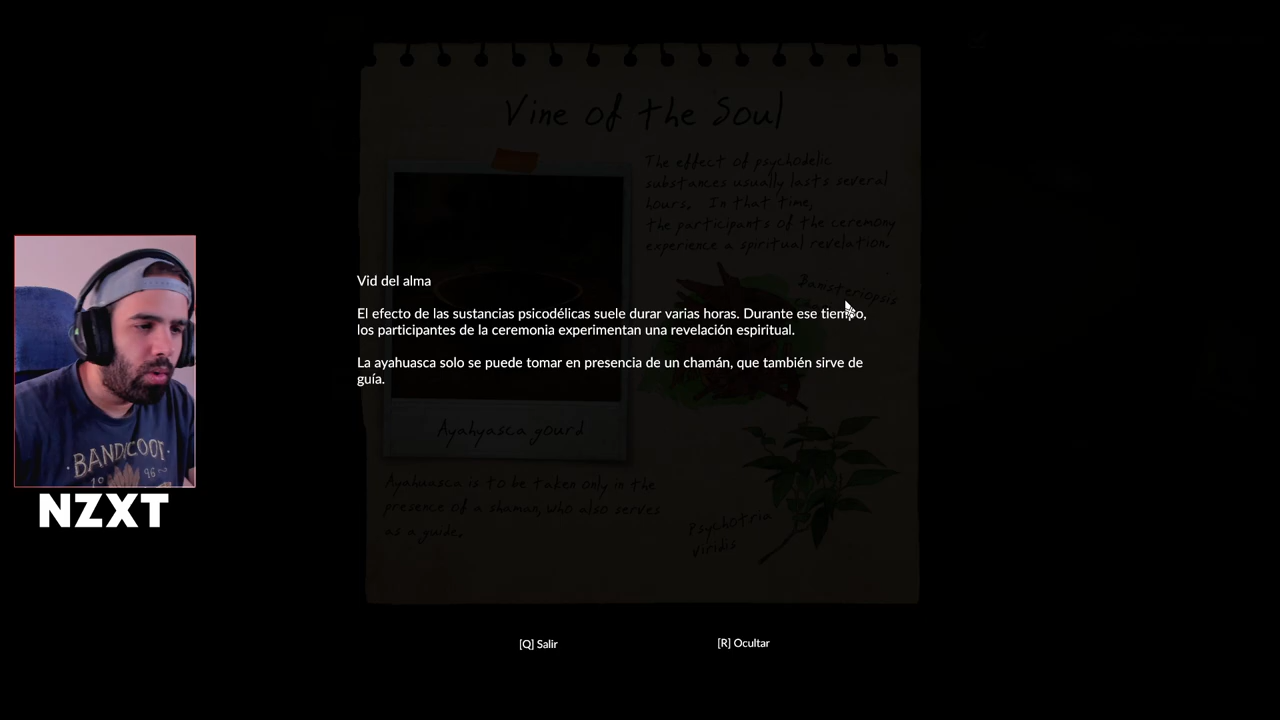 Vine of the Soul
The effect of psychodelic
substances usually lasts several
hours. In that time,
the participants of the ceremony
experience a spiritual revelation.
Vid del alma
El efecto de las sustancias psicodélicas suele durar varias horas. Durante ese tiempo,
los participantes de la ceremonia experimentan una revelación espiritual.
La ayahuasca solo se puede tomar en presencia de un chamán, que también sirve de
guía.
Ayahyasca gourd
Ayahuasca is to be taken only in the
presence of a shaman, who also serves
as a guide.
Psychotria
viridis
BANDICOOT
96
NZXT
[Q] Salir
[R] Ocultar